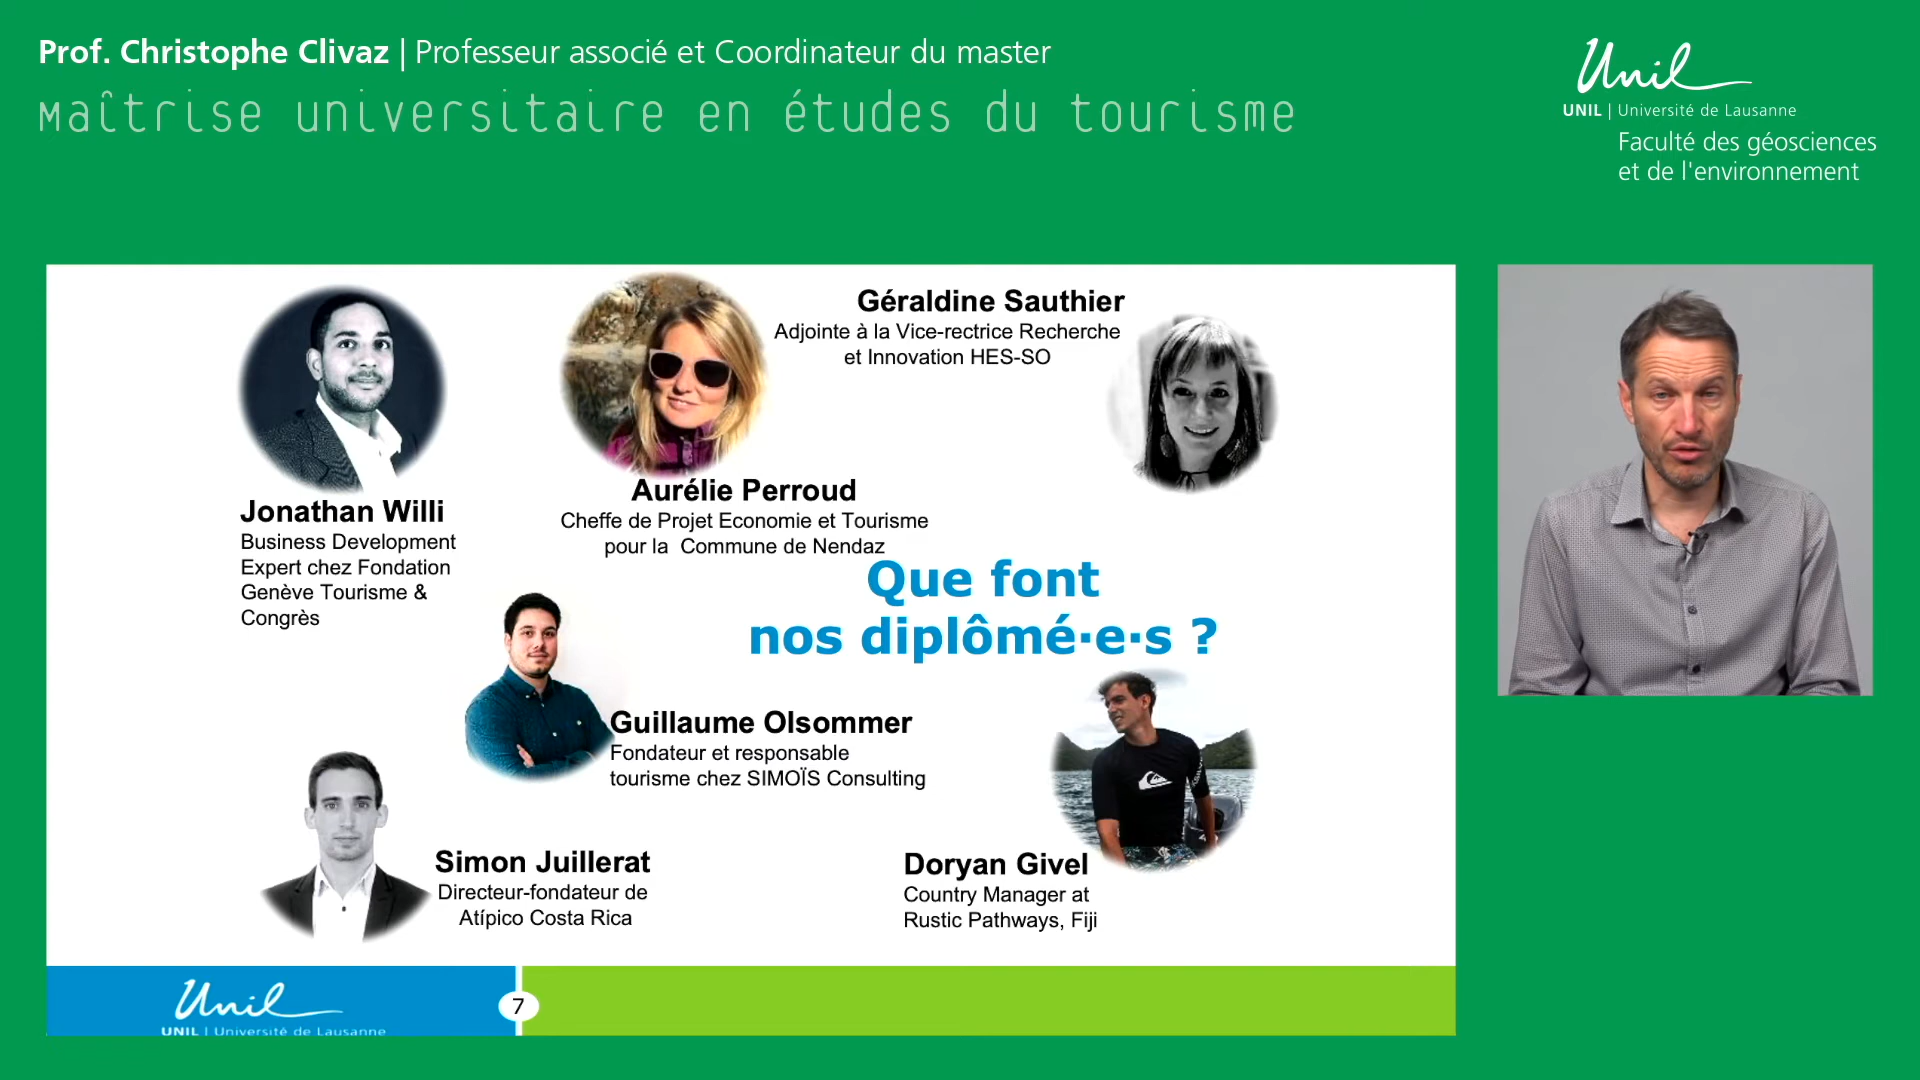 Prof. Christophe Clivaz | Professeur associé et Coordinateur du master
Maîtrise universitaire en études du tourisme
Unil
UNIL | Université de Lausanne
Faculté des géosciences
et de l'environnement
Géraldine Sauthier
Adjointe à la Vice-rectrice Recherche
et Innovation HES-SO
Aurélie Perroud
Cheffe de Projet Economie et Tourisme
pour la Commune de Nendaz
Jonathan Willi
Business Development
Expert chez Fondation
Genève Tourisme &
Congrès
Que font
nos diplômé·e·s ?
Guillaume Olsommer
Fondateur et responsable
tourisme chez SIMOÏS Consulting
Simon Juillerat
Directeur-fondateur de
Atípico Costa Rica
Doryan Givel
Country Manager at
Rustic Pathways, Fiji
Unil
UNIL | Université de Lausanne
7